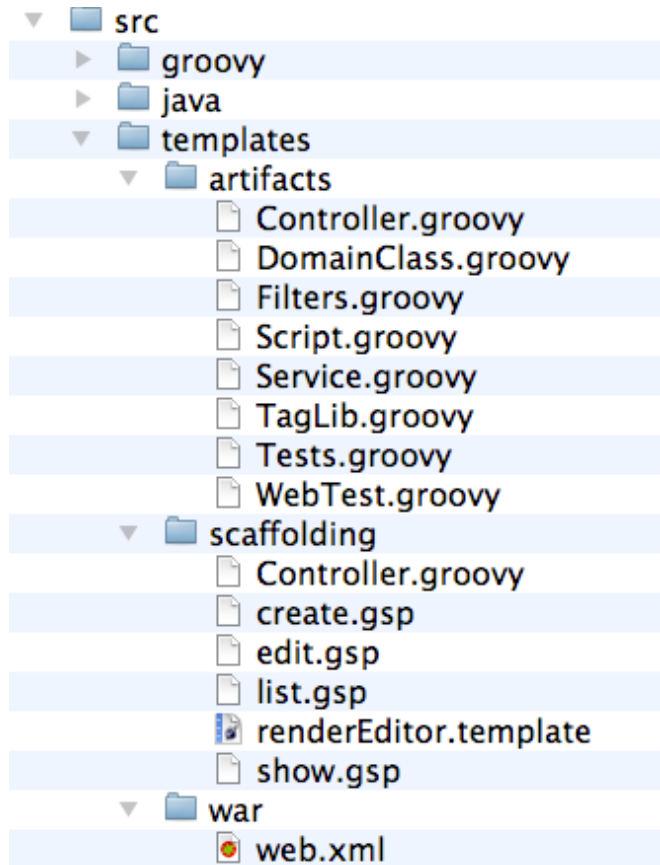 src
groovy
java
templates
artifacts
Controller.groovy
DomainClass.groovy
Filters.groovy
Script.groovy
Service.groovy
TagLib.groovy
Tests.groovy
WebTest.groovy
scaffolding
Controller.groovy
create.gsp
edit.gsp
list.gsp
renderEditor.template
show.gsp
war
web.xml